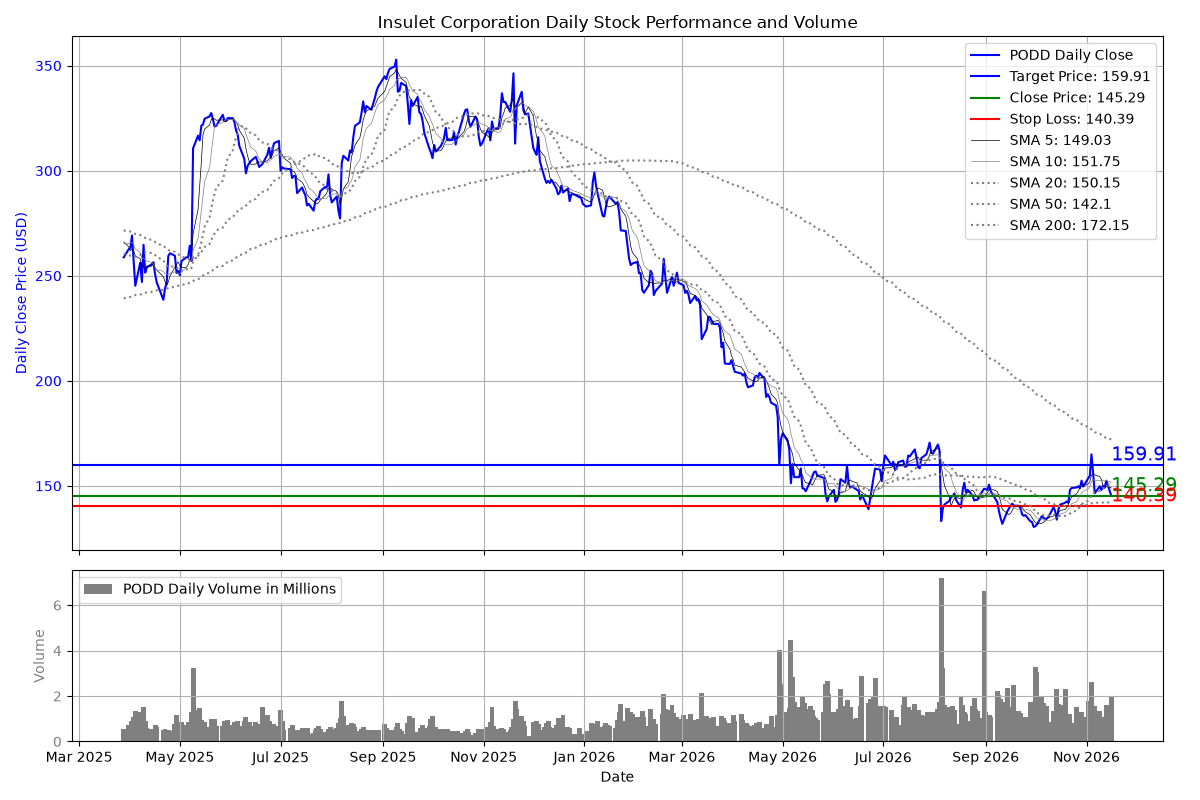 Insulet Corporation Daily Stock Performance and Volume
Daily Close Price (USD)
350
300
250
200
150
PODD Daily Close
Target Price: 159.91
Close Price: 145.29
Stop Loss: 140.39
SMA 5: 149.03
SMA 10: 151.75
SMA 20: 150.15
SMA 50: 142.1
SMA 200: 172.15
159.91
145.29
140.39
PODD Daily Volume in Millions
Volume
6
4
2
0
Mar 2025 May 2025 Jul 2025 Sep 2025 Nov 2025 Jan 2026 Mar 2026 May 2026 Jul 2026 Sep 2026 Nov 2026
Date